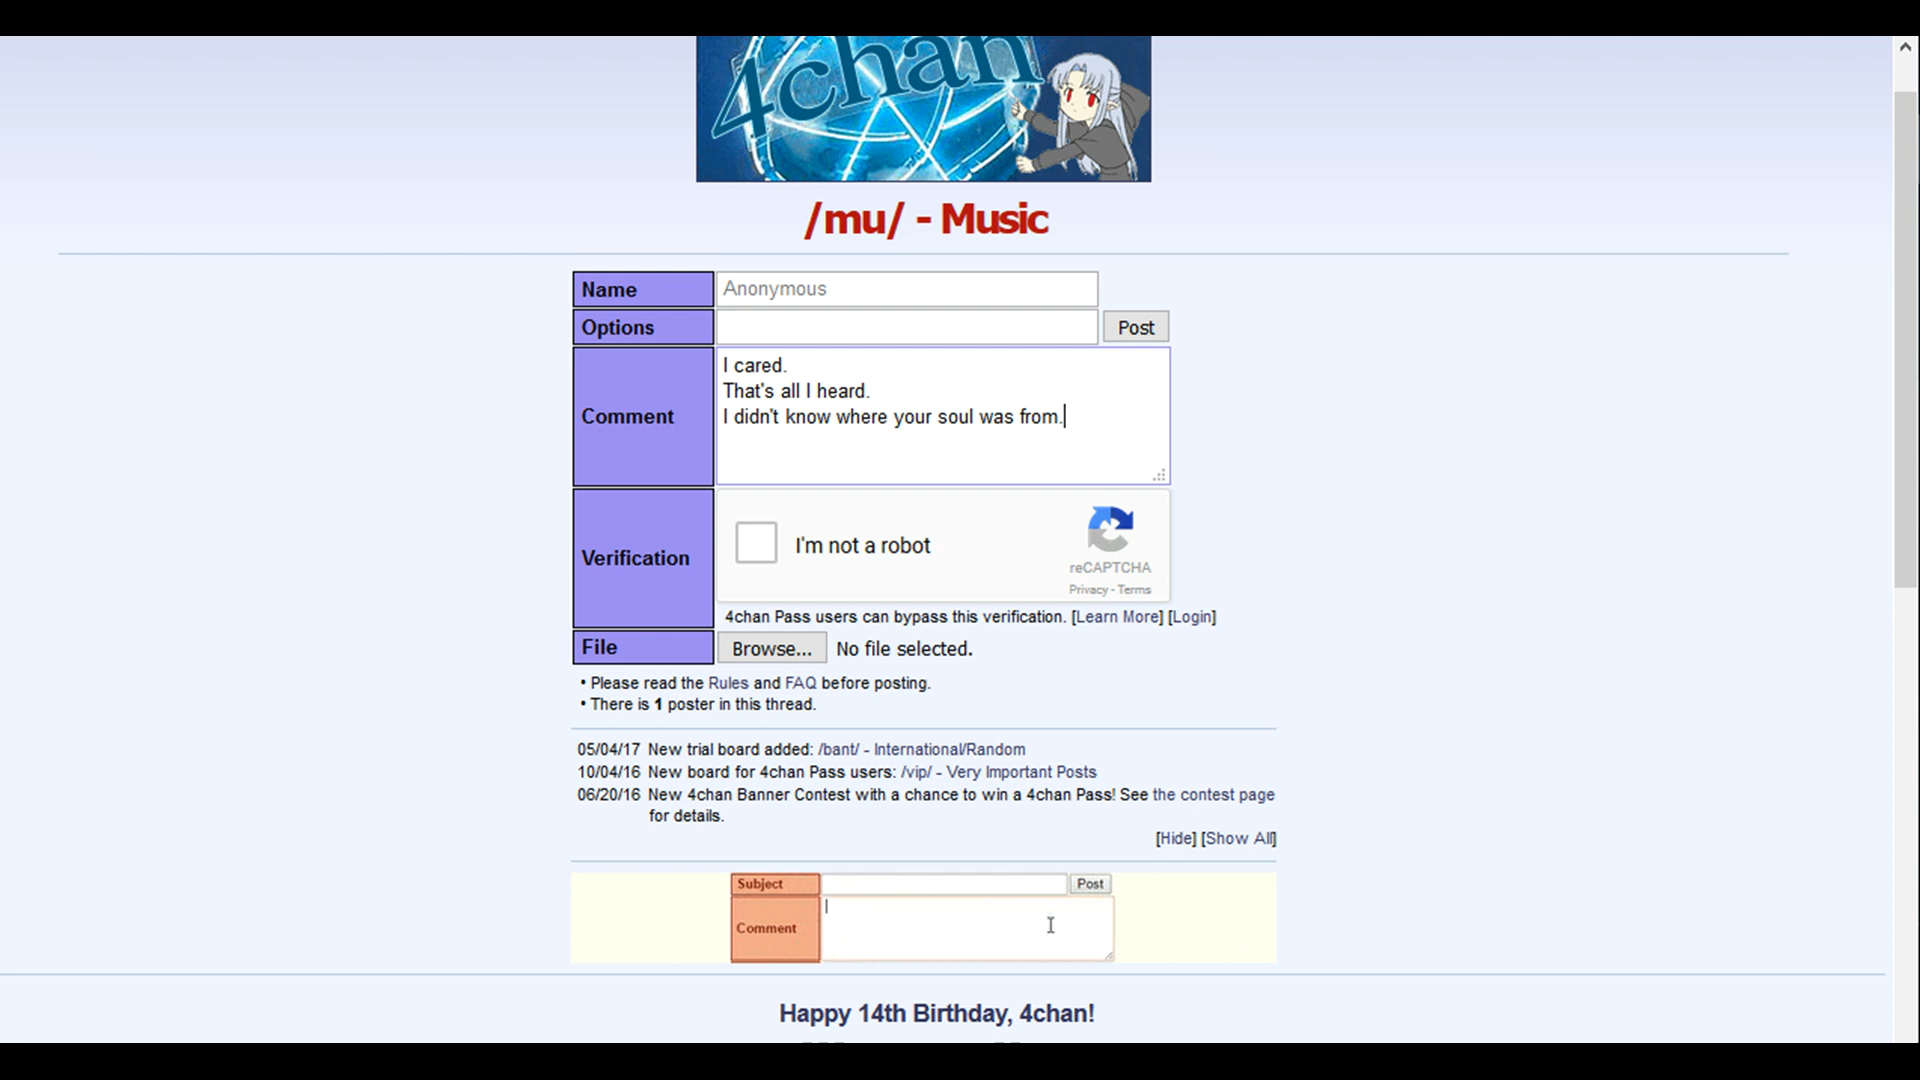 4chan
/mu/ - Music
Name Anonymous
Options Post
Comment
I cared.
That's all I heard.
I didn't know where your soul was from.
Verification
I'm not a robot
reCAPTCHA
Privacy - Terms
4chan Pass users can bypass this verification. [Learn More] [Login]
File Browse... No file selected.
• Please read the Rules and FAQ before posting.
• There is 1 poster in this thread.
05/04/17 New trial board added: /bant/ - International/Random
10/04/16 New board for 4chan Pass users: /vip/ - Very Important Posts
06/20/16 New 4chan Banner Contest with a chance to win a 4chan Pass! See the contest page
for details.
[Hide] [Show All]
Subject Post
Comment
Happy 14th Birthday, 4chan!